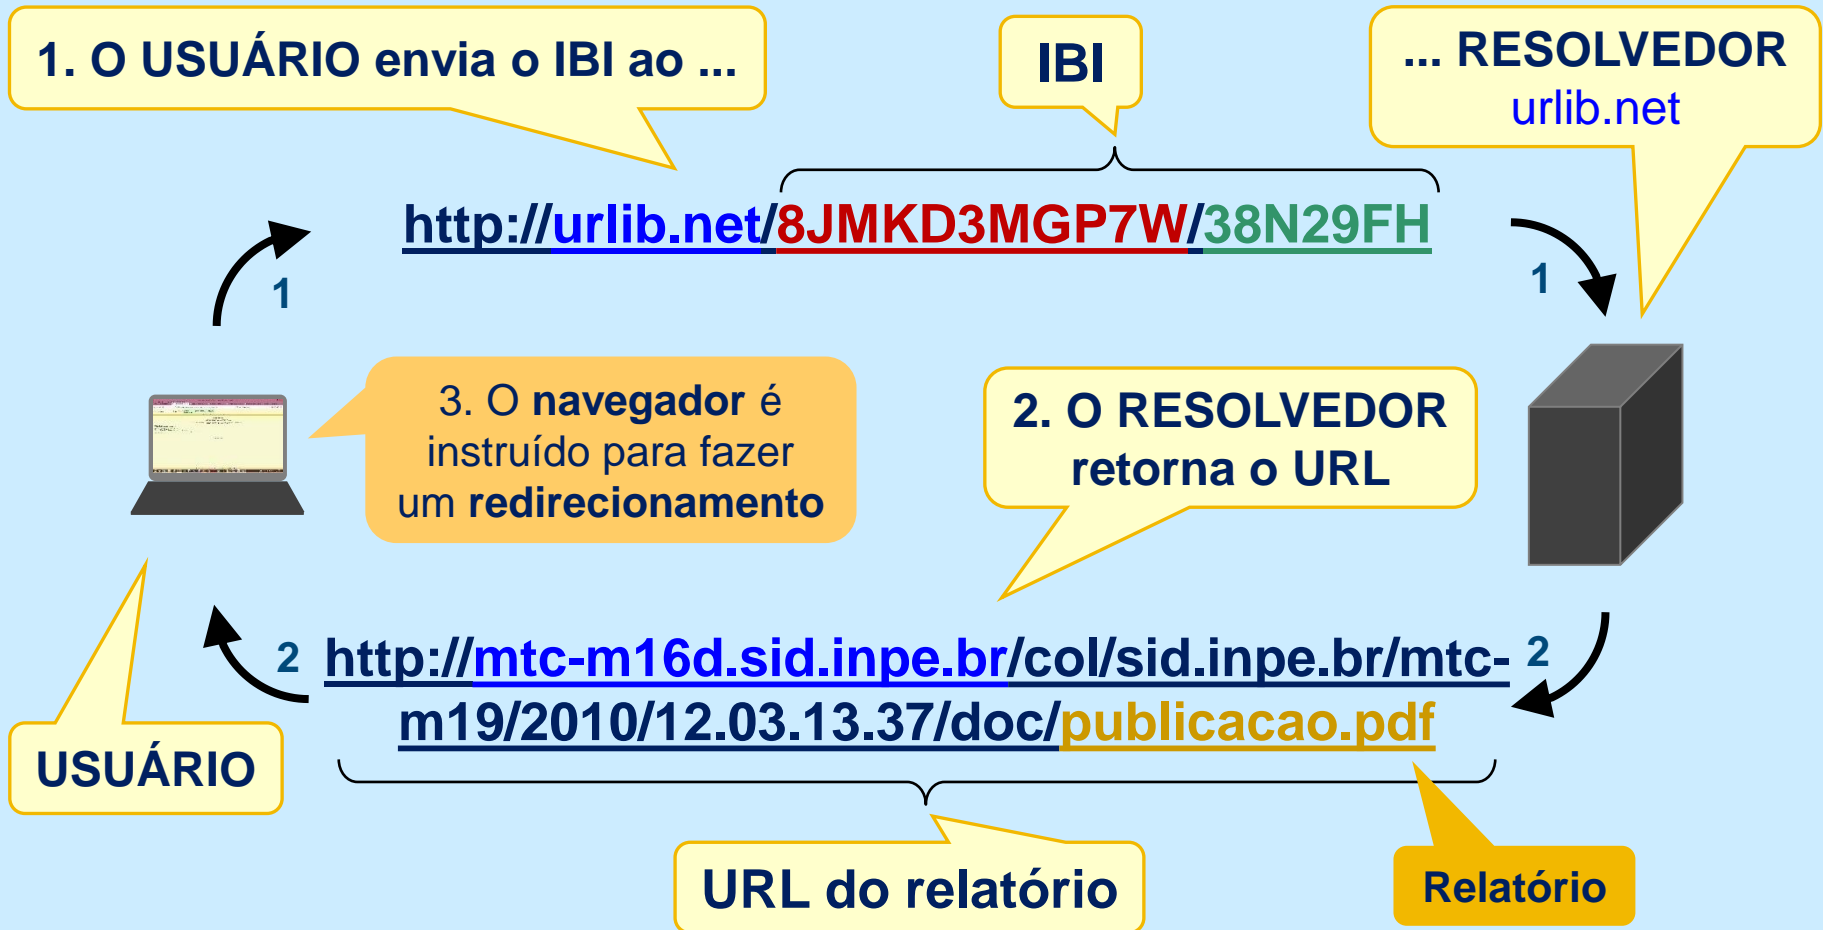 1. O USUÁRIO envia o IBI ao ...
IBI
... RESOLVEDOR
urlib.net
http://urlib.net/8JMKD3MGP7W/38N29FH
1
1
3. O navegador é
instruído para fazer
um redirecionamento
2. O RESOLVEDOR
retorna o URL
2
http://mtc-m16d.sid.inpe.br/col/sid.inpe.br/mtc-
m19/2010/12.03.13.37/doc/publicacao.pdf
2
USUÁRIO
URL do relatório
Relatório